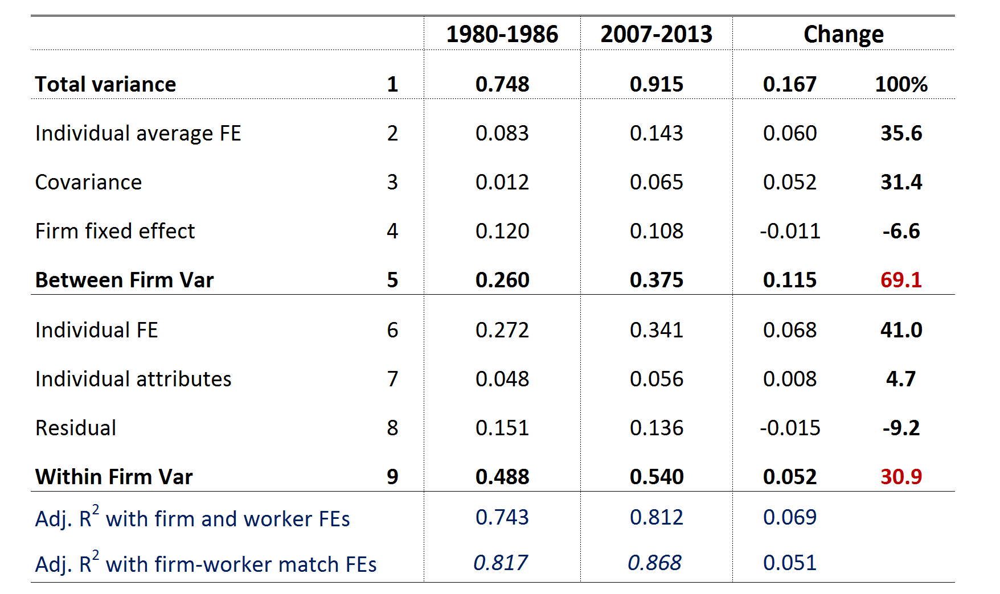 1980-1986 2007-2013 Change
Total variance 1 0.748 0.915 0.167 100%
Individual average FE 2 0.083 0.143 0.060 35.6
Covariance 3 0.012 0.065 0.052 31.4
Firm fixed effect 4 0.120 0.108 -0.011 -6.6
Between Firm Var 5 0.260 0.375 0.115 69.1
Individual FE 6 0.272 0.341 0.068 41.0
Individual attributes 7 0.048 0.056 0.008 4.7
Residual 8 0.151 0.136 -0.015 -9.2
Within Firm Var 9 0.488 0.540 0.052 30.9
Adj. R² with firm and worker FEs 0.743 0.812 0.069
Adj. R² with firm-worker match FEs 0.817 0.868 0.051